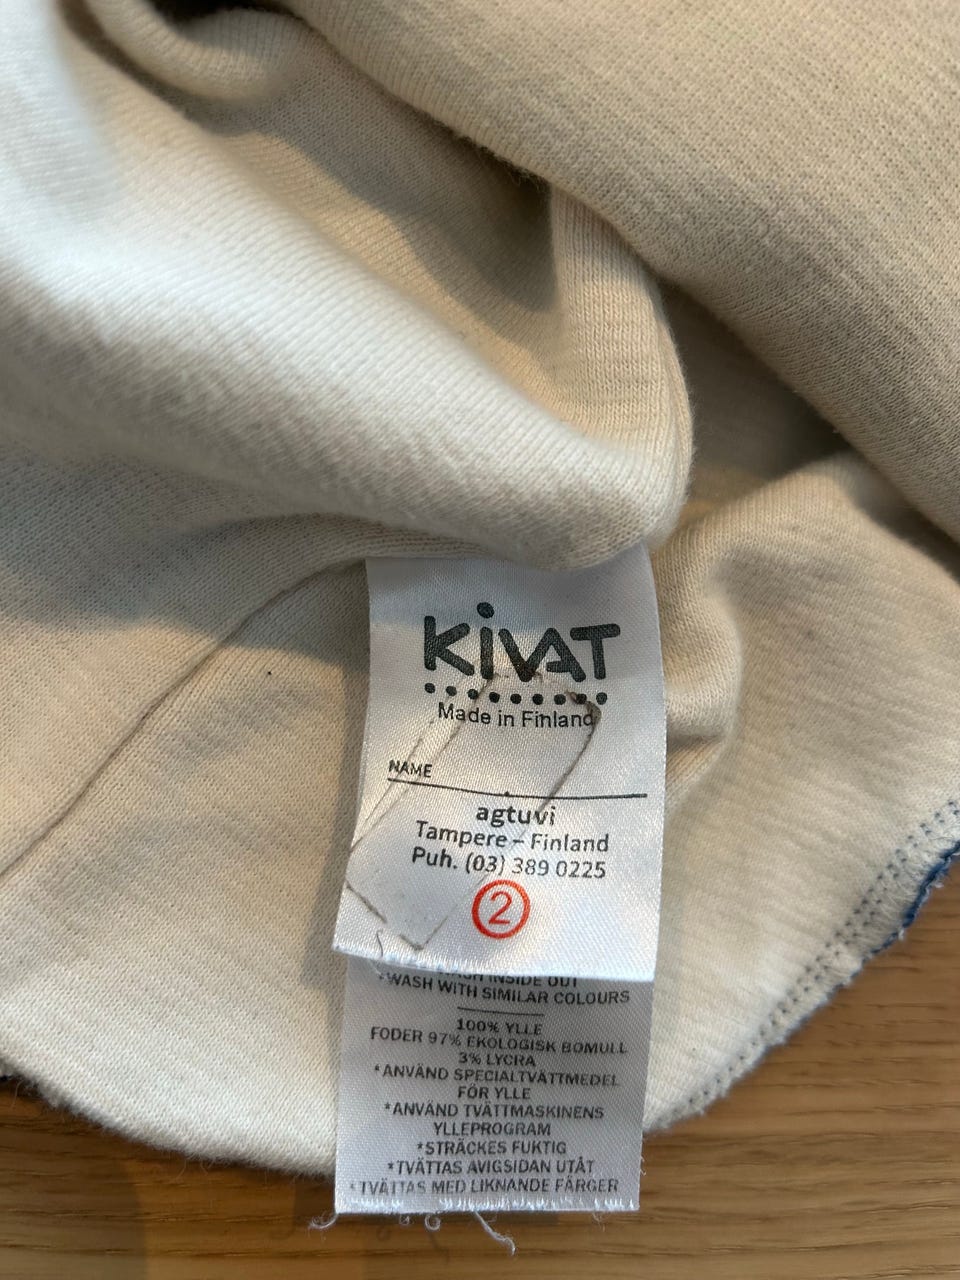 KiVAT
Made in Finland
NAME
agtuvi
Tampere – Finland
Puh. (03) 389 0225
2
INSIDE OUT
*WASH WITH SIMILAR COLOURS
100% YLLE
FODER 97% EKOLOGISK BOMULL
3% LYCRA
*ANVÄND SPECIALTVÄTTMEDEL
FÖR YLLE
*ANVÄND TVÄTTMASKINENS
YLLEPROGRAM
*STRÄCKES FUKTIG
*TVÄTTAS AVIGSIDAN UTÅT
*TVÄTTAS MED LIKNANDE FÄRGER